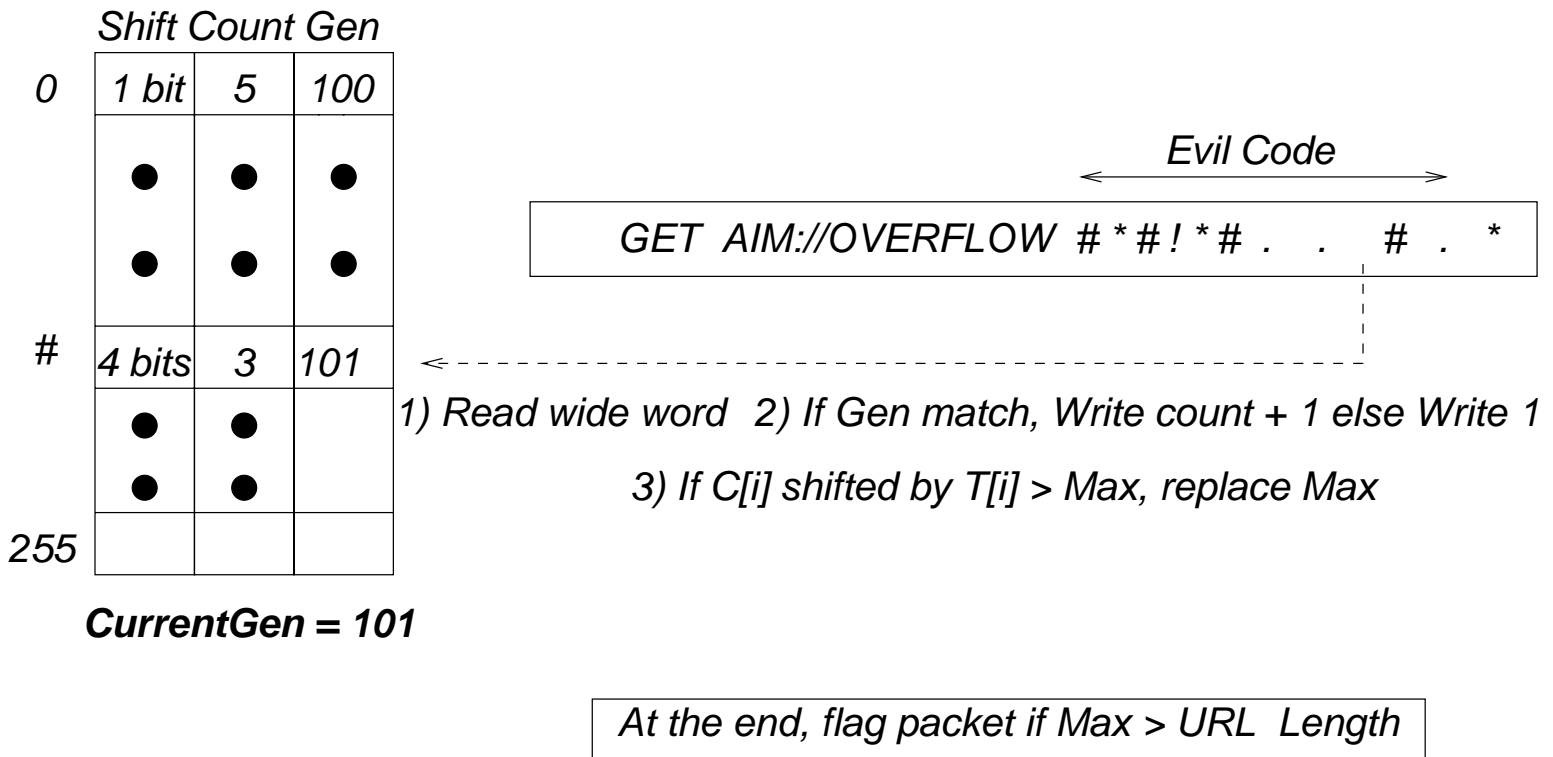 Shift Count Gen
0 1 bit 5 100
Evil Code
GET AIM://OVERFLOW # * # ! * # . . # . *
# 4 bits 3 101
1) Read wide word 2) If Gen match, Write count + 1 else Write 1
3) If C[i] shifted by T[i] > Max, replace Max
255
CurrentGen = 101
At the end, flag packet if Max > URL Length